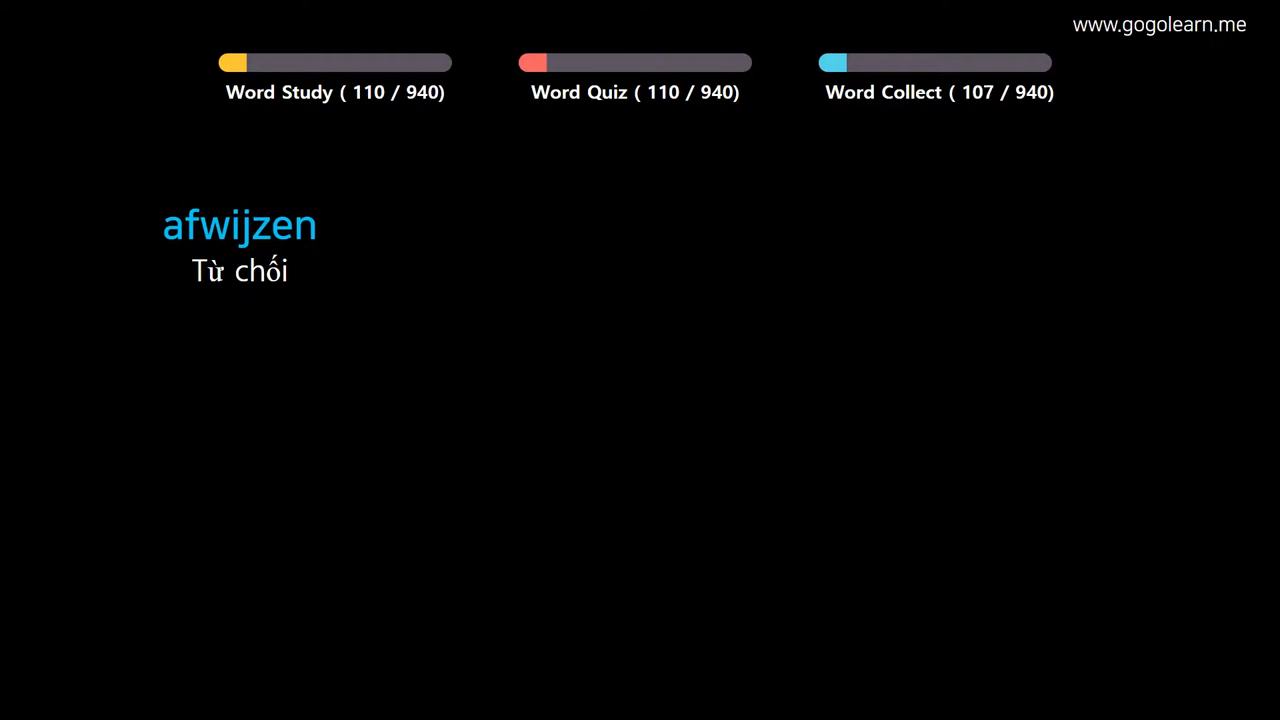 www.gogolearn.me
Word Study ( 110 / 940)
Word Quiz ( 110 / 940)
Word Collect ( 107 / 940)
afwijzen
Từ chối